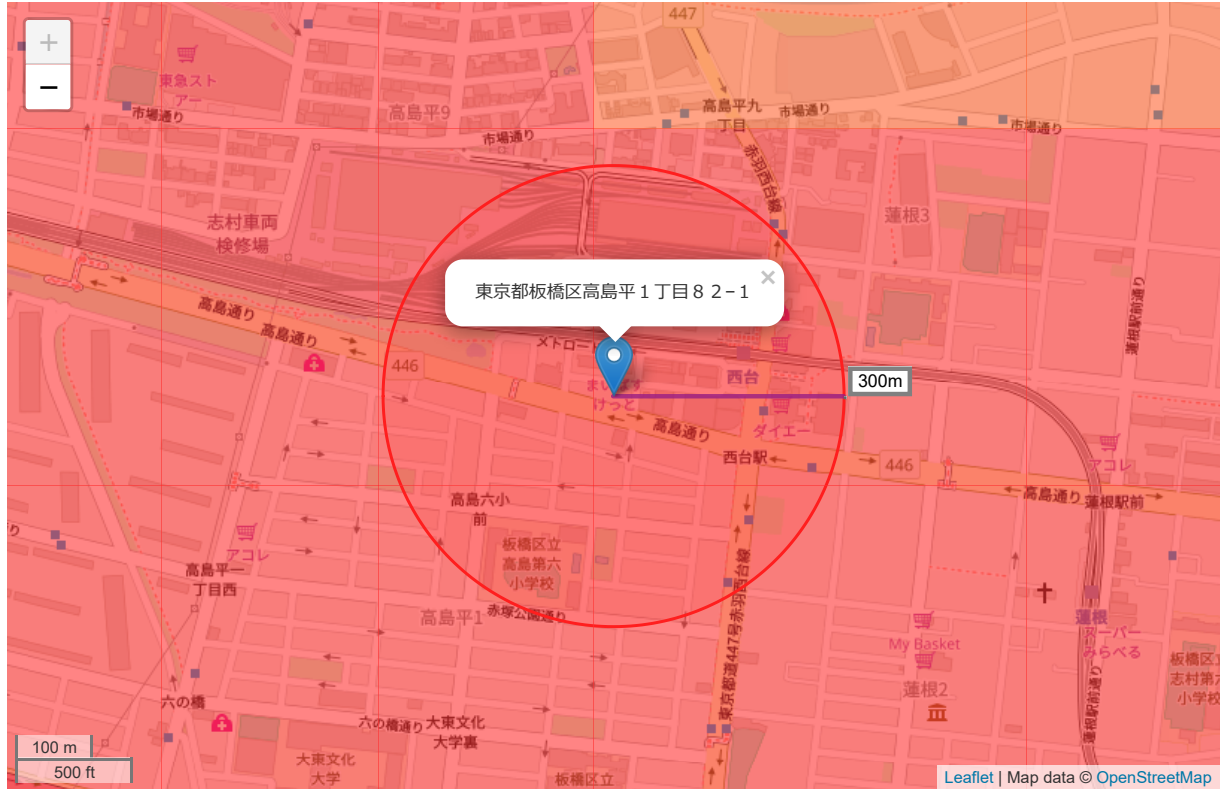 +
−
447
東急スト
アー
市場通り
高島平9
市場通り
高島平九
丁目
市場通り
市場通り
赤羽西台線
志村車両
検修場
蓮根3
東京都板橋区高島平１丁目８２−１
×
高島通り
高島通り
446
メトロ
西台
300m
蓮根駅前通り
まいばす
けっと
高島通り
ダイエー
西台駅
446
アコレ
高島通り
蓮根駅前
高島六小
前
アコレ
板橋区立
高島第六
小学校
高島平一
丁目西
高島平1
赤塚公園通り
東京都道447号赤羽西台線
蓮根
スーパー
みらべる
My Basket
蓮根2
板橋区
志村第
小学校
六の橋
六の橋通り
大東文化
大学裏
蓮根駅前通り
大東文化
大学
板橋区立
100 m
500 ft
Leaflet | Map data © OpenStreetMap